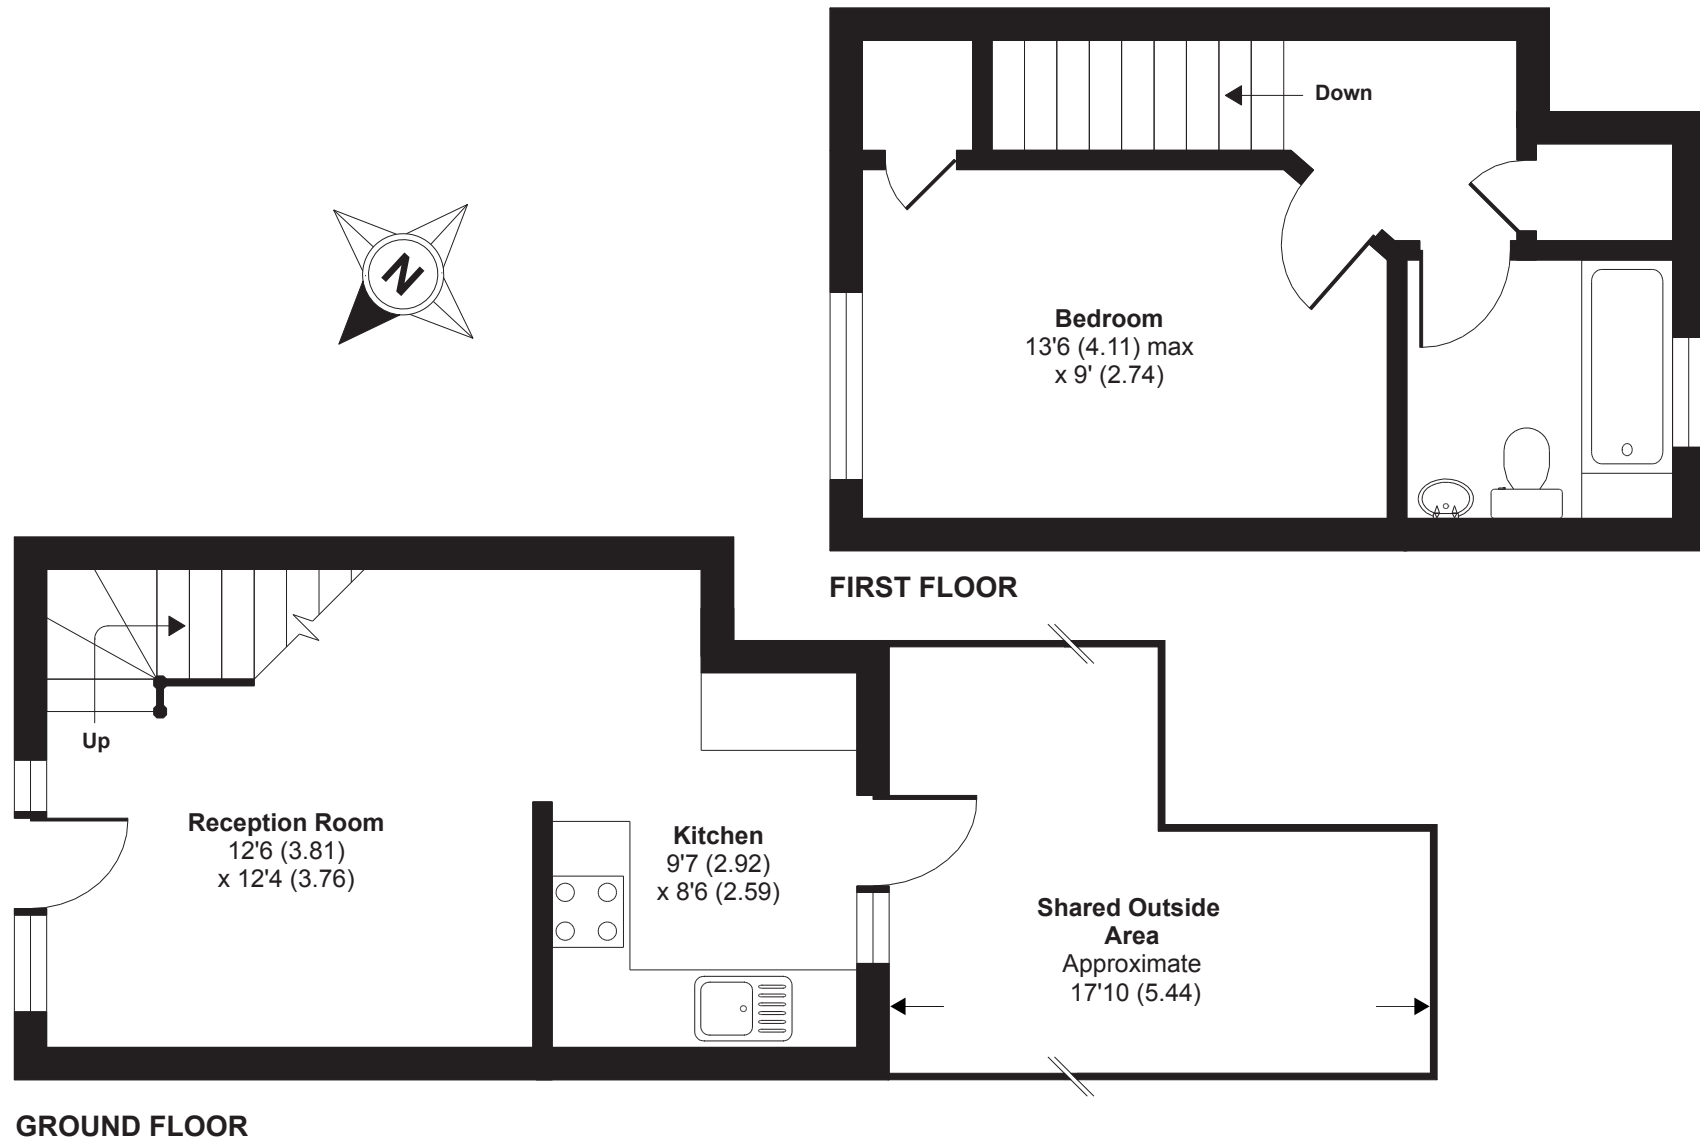 Down
Bedroom
13'6 (4.11) max
x 9' (2.74)
N
FIRST FLOOR
Up
Reception Room
12'6 (3.81)
x 12'4 (3.76)
Kitchen
9'7 (2.92)
x 8'6 (2.59)
Shared Outside
Area
Approximate
17'10 (5.44)
GROUND FLOOR